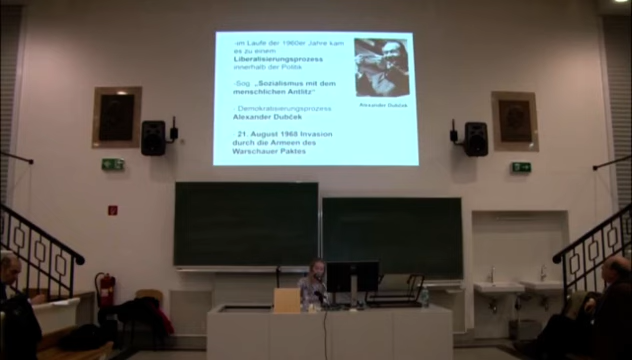 -im Laufe der 1960er Jahre kam
es zu einem
Liberalisierungsprozess
innerhalb der Politik
-Sog. „Sozialismus mit dem
menschlichen Antlitz“
-Demokratisierungsprozess
Alexander Dubček
- 21. August 1968 Invasion
durch die Armeen des
Warschauer Paktes
Alexander Dubček